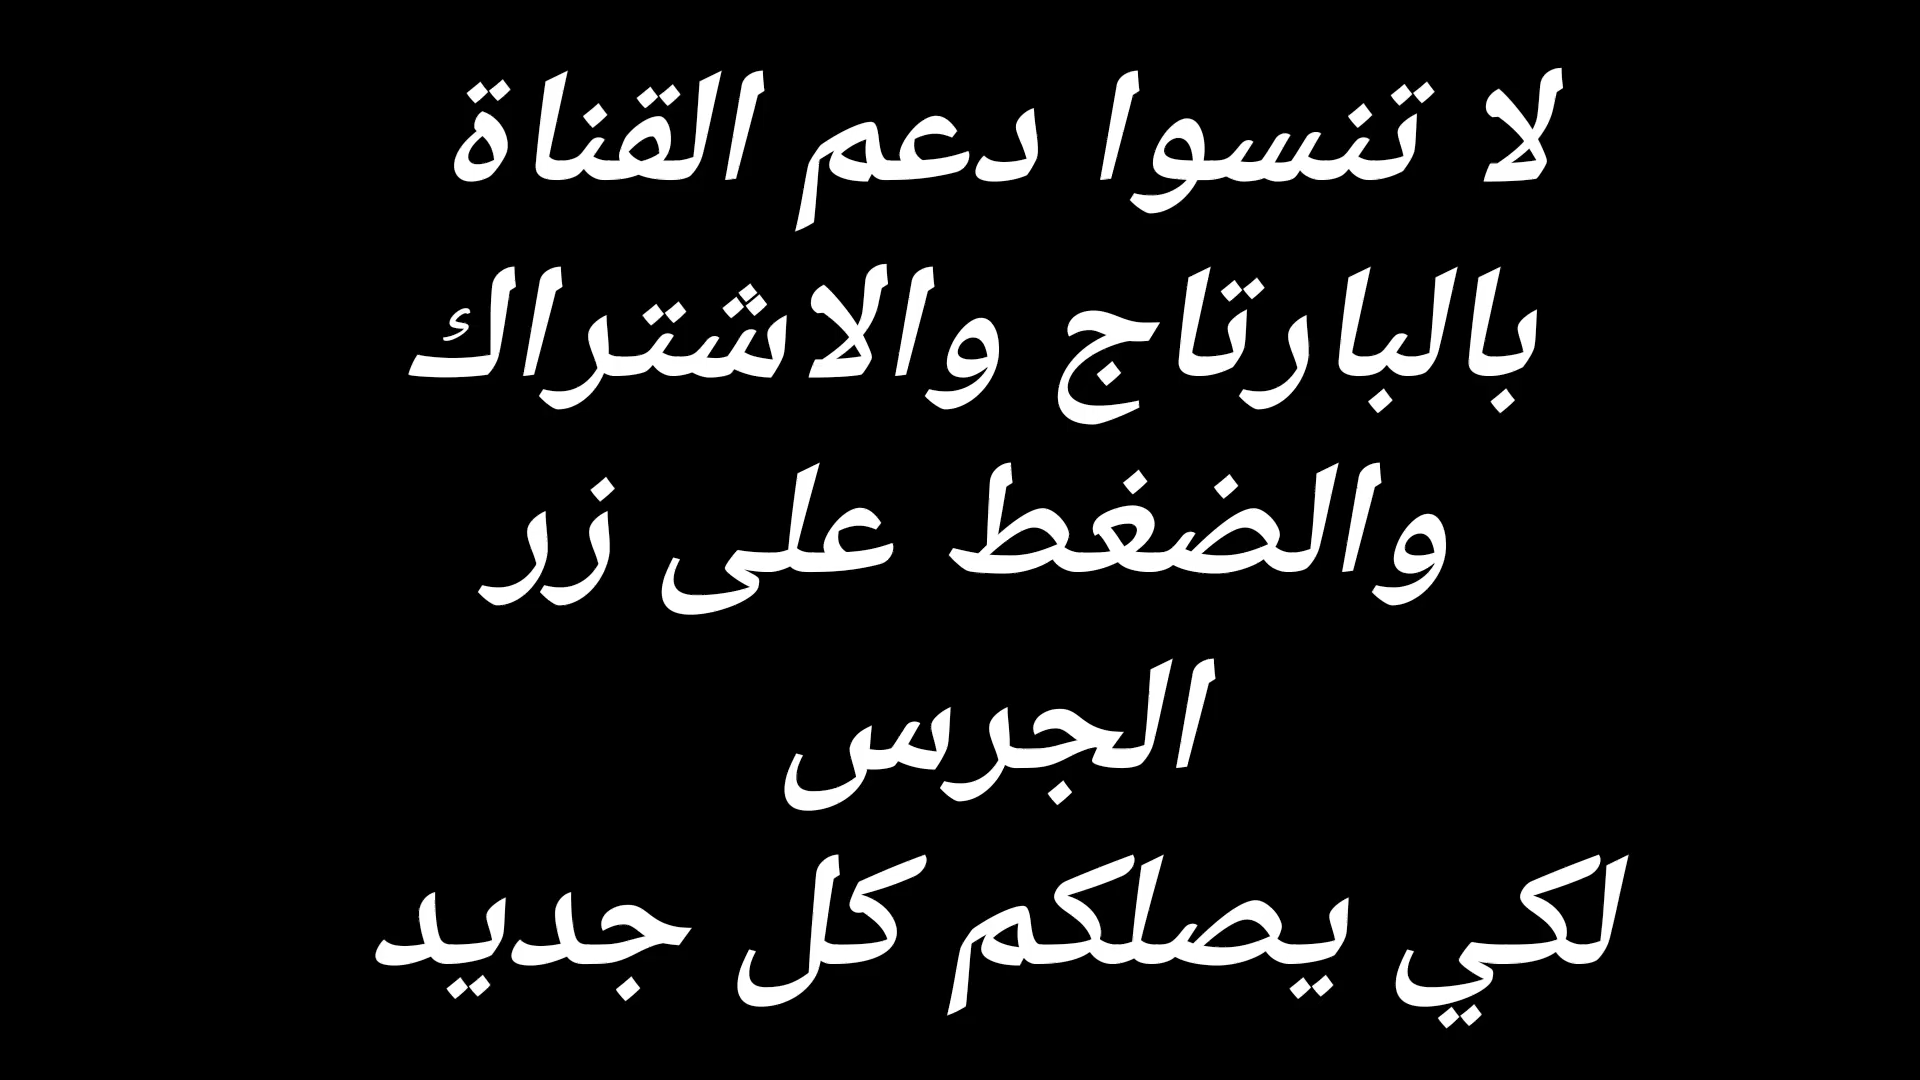 لا تنسوا دعم القناة
بالبارتاج والاشتراك
والضغط على زر
الجرس
لكي يصلكم كل جديد